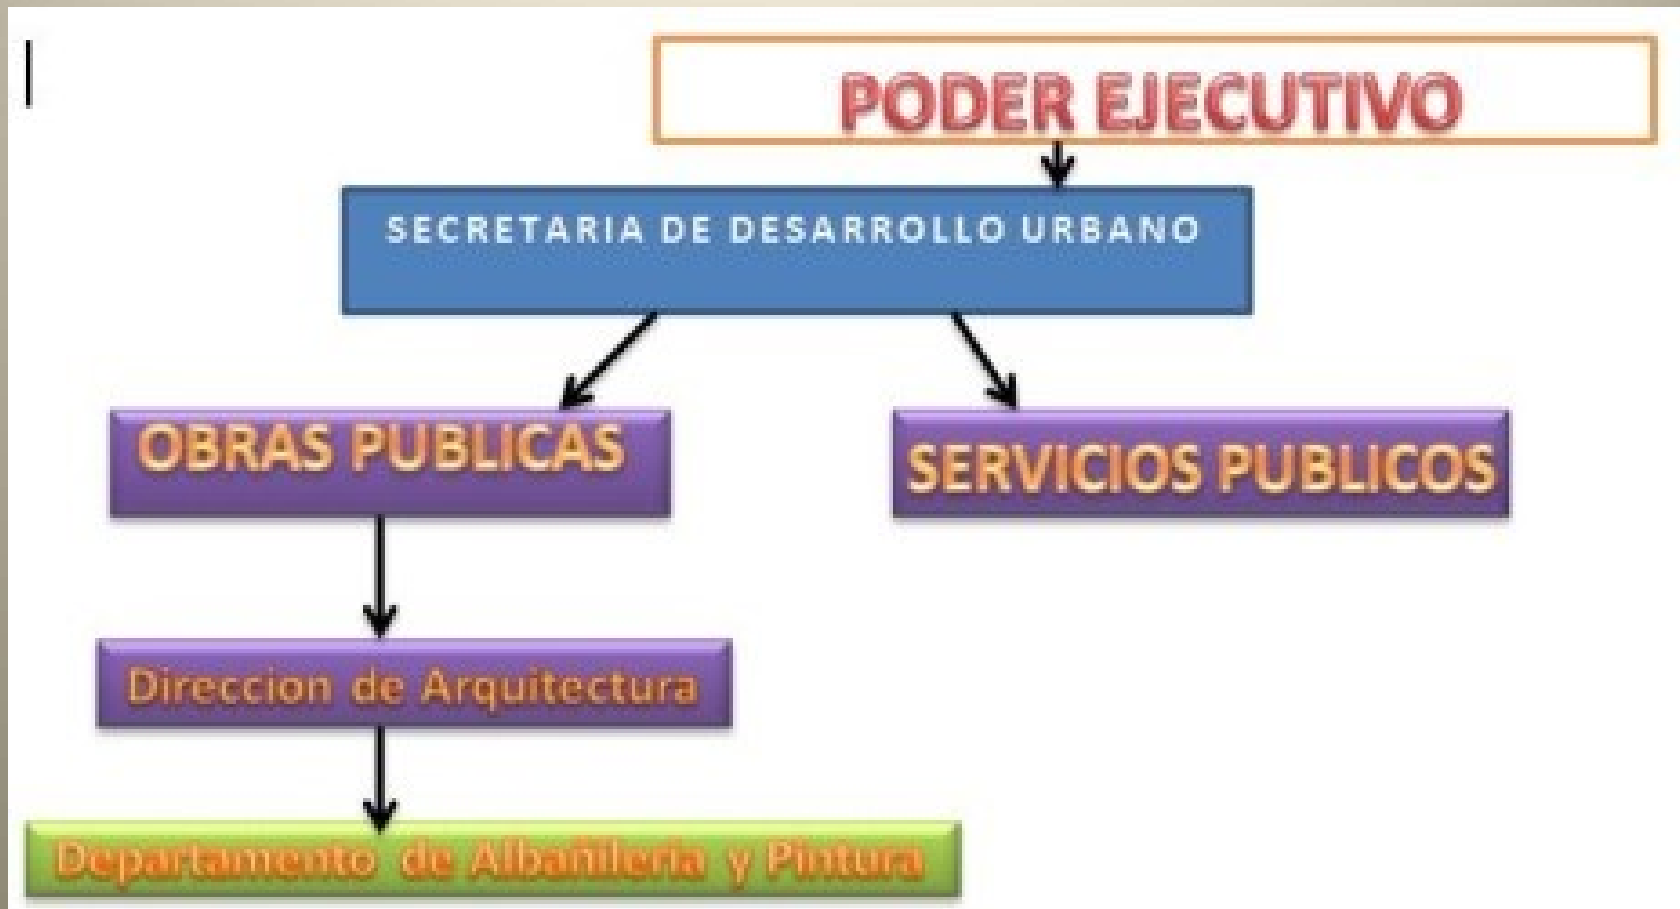 PODER EJECUTIVO
SECRETARIA DE DESARROLLO URBANO
OBRAS PUBLICAS
SERVICIOS PUBLICOS
Direccion de Arquitectura
Departamento de Albañileria y Pintura